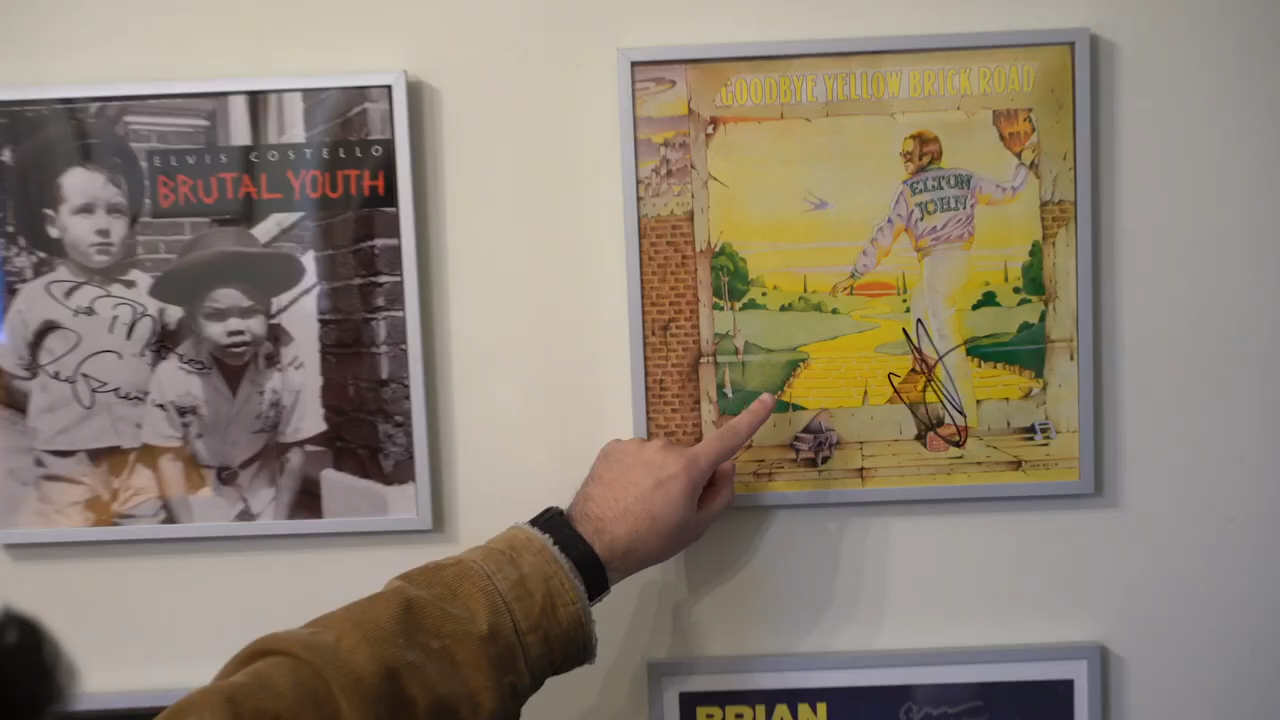 ELVIS COSTELLO
BRUTAL YOUTH
GOODBYE YELLOW BRICK ROAD
ELTON
JOHN
BRIAN